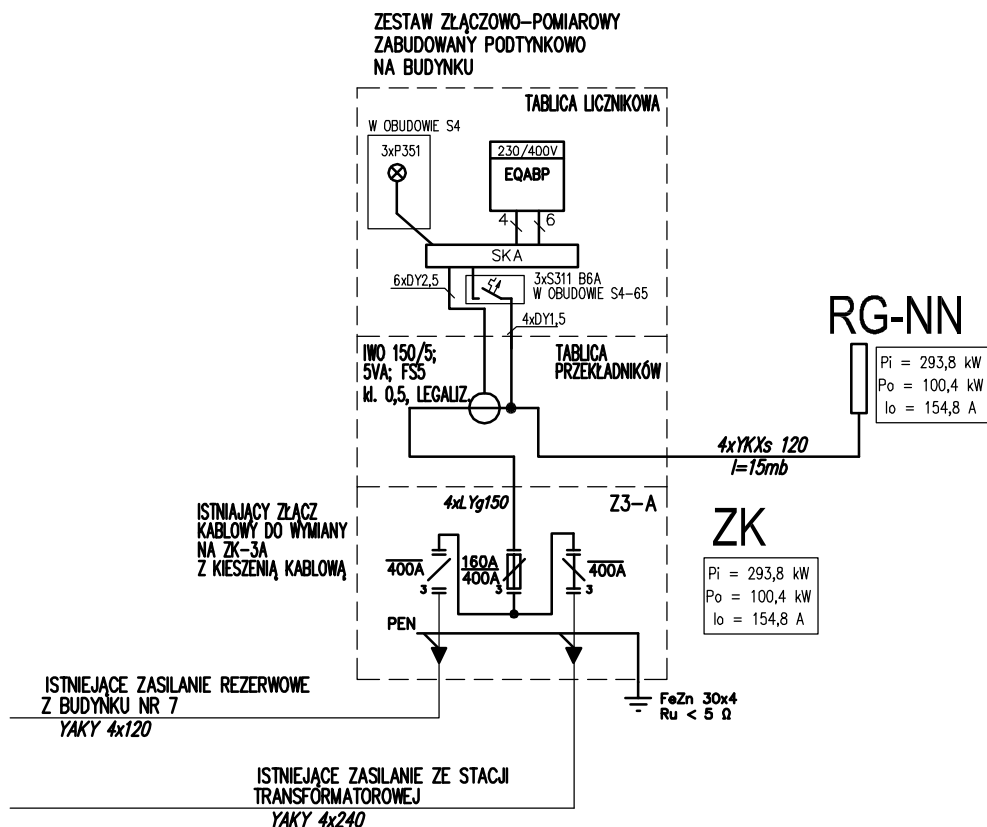 ZESTAW ZŁĄCZOWO-POMIAROWY
ZABUDOWANY PODTYNKOWO
NA BUDYNKU
TABLICA LICZNIKOWA
W OBUDOWIE S4
3xP351
230/400V
EQABP
4
6
SKA
6xDY2,5
3xS311 B6A
W OBUDOWIE S4-65
4xDY1,5
IWO 150/5;
5VA; FS5
kl. 0,5, LEGALIZ.
TABLICA
PRZEKŁADNIKÓW
RG-NN
Pi = 293,8 kW
Po = 100,4 kW
Io = 154,8 A
4xYKXs 120
l=15mb
4xLYg150
Z3-A
ISTNIAJĄCY ZŁĄCZ
KABLOWY DO WYMIANY
NA ZK-3A
Z KIESZENIĄ KABLOWĄ
400A
3
160A
400A
3
400A
3
ZK
Pi = 293,8 kW
Po = 100,4 kW
Io = 154,8 A
PEN
FeZn 30x4
Ru < 5 Ω
ISTNIEJĄCE ZASILANIE REZERWOWE
Z BUDYNKU NR 7
YAKY 4x120
ISTNIEJĄCE ZASILANIE ZE STACJI
TRANSFORMATOROWEJ
YAKY 4x240